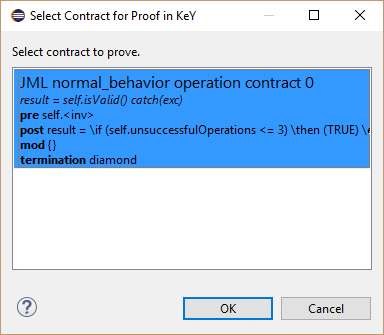 Select Contract for Proof in KeY
Select contract to prove.
JML normal_behavior operation contract 0
result = self.isValid() catch(exc)
pre self.<inv>
post result = \if (self.unsuccessfulOperations <= 3) \then (TRUE) \e
mod {}
termination diamond
?
OK
Cancel